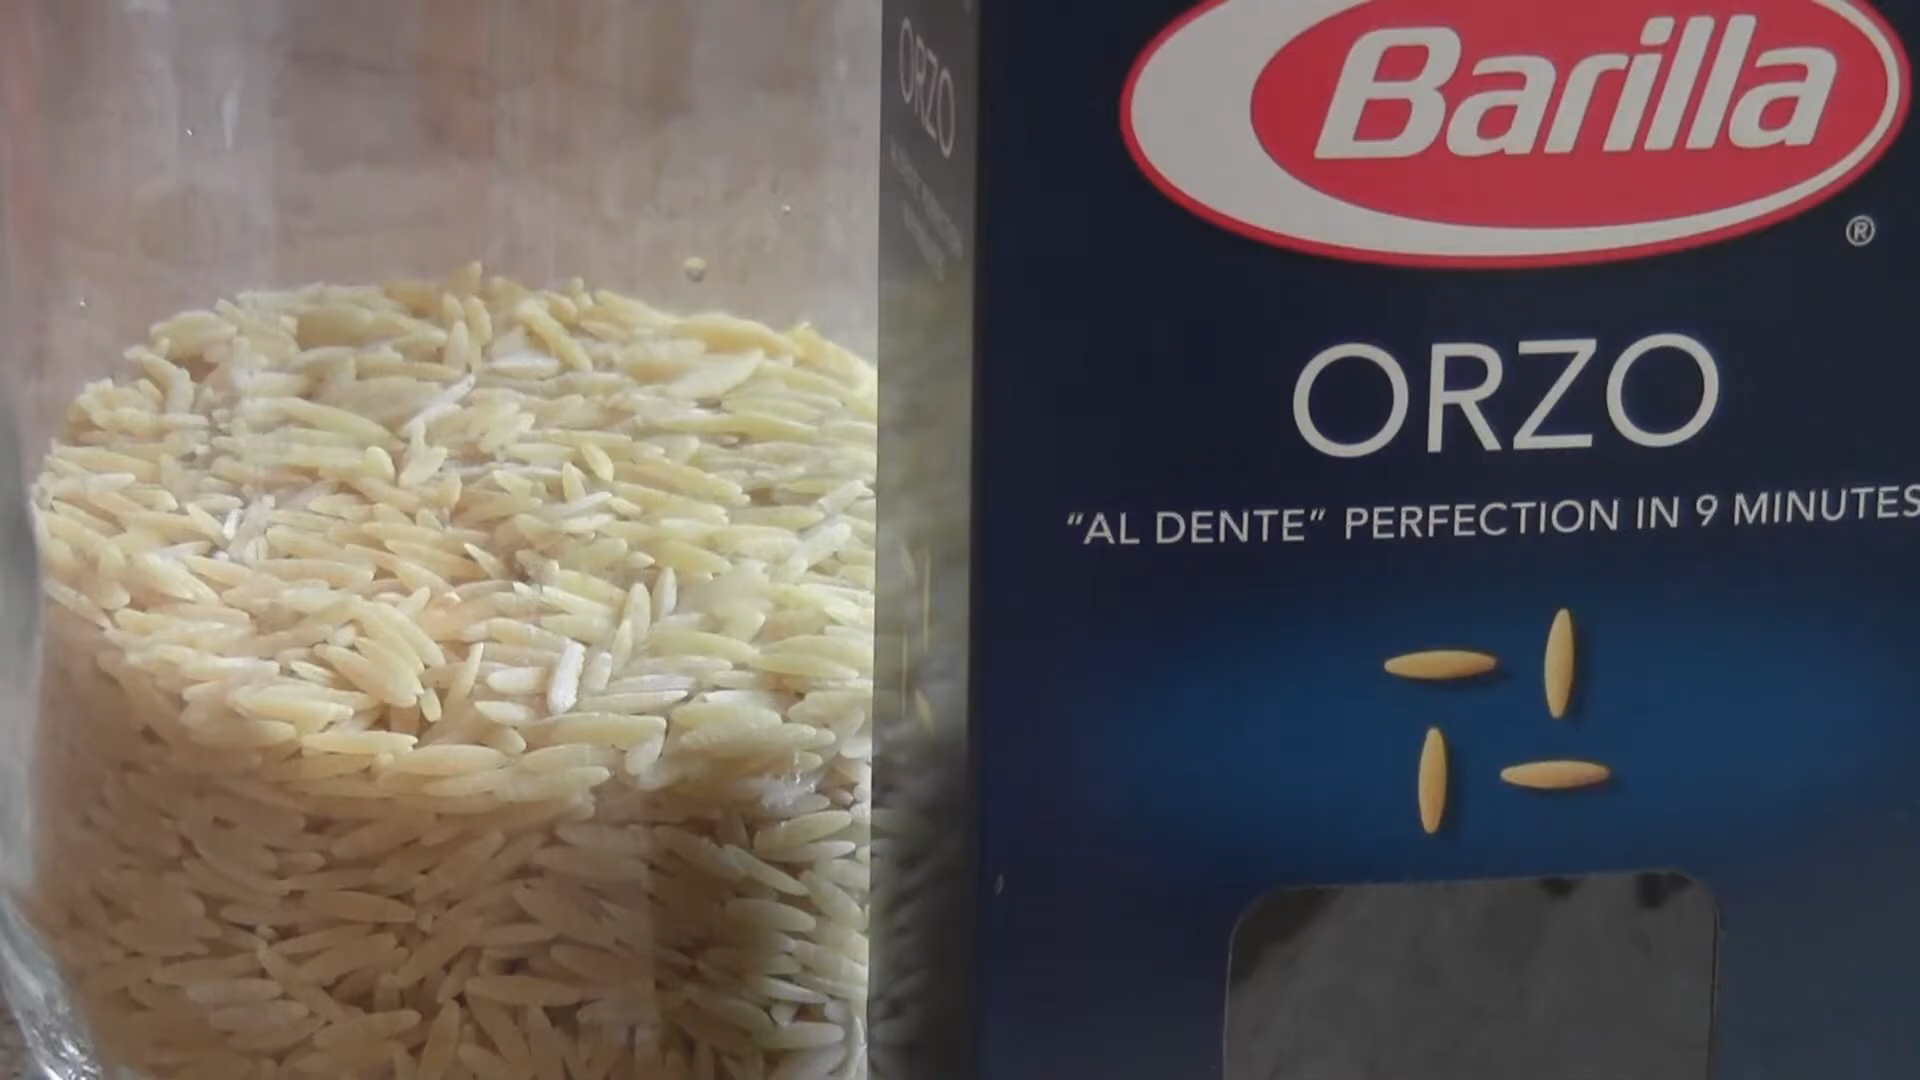 ORZO
Barilla
®
ORZO
"AL DENTE" PERFECTION IN 9 MINUTES